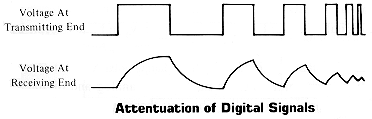 Voltage At
Transmitting End
Voltage At
Receiving End
Attentuation of Digital Signals